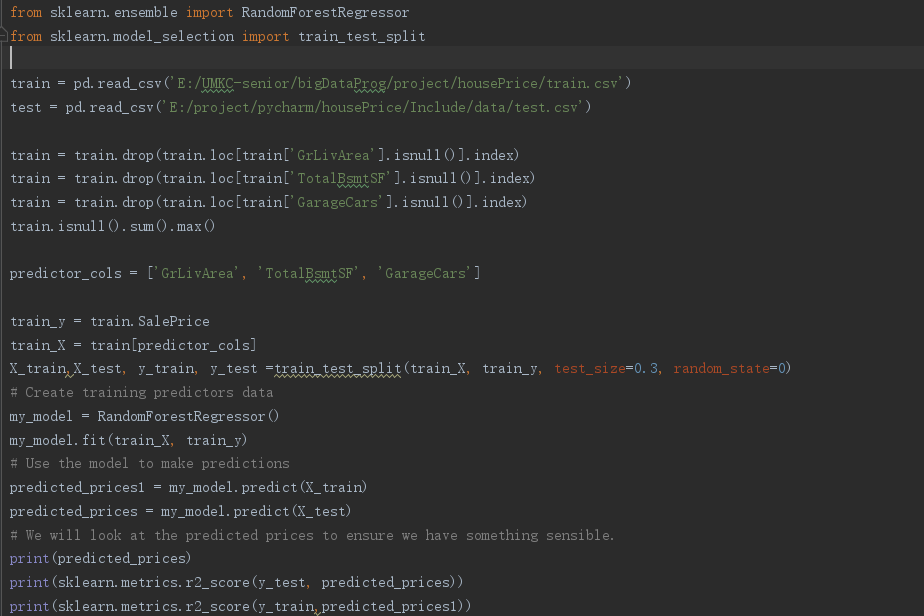 from sklearn.ensemble import RandomForestRegressor
from sklearn.model_selection import train_test_split
train = pd.read_csv('E:/UMKC-senior/bigDataProg/project/housePrice/train.csv')
test = pd.read_csv('E:/project/pycharm/housePrice/Include/data/test.csv')
train = train.drop(train.loc[train['GrLivArea'].isnull()].index)
train = train.drop(train.loc[train['TotalBsmtSF'].isnull()].index)
train = train.drop(train.loc[train['GarageCars'].isnull()].index)
train.isnull().sum().max()
predictor_cols = ['GrLivArea', 'TotalBsmtSF', 'GarageCars']
train_y = train.SalePrice
train_X = train[predictor_cols]
X_train,X_test, y_train, y_test =train_test_split(train_X, train_y, test_size=0.3, random_state=0)
# Create training predictors data
my_model = RandomForestRegressor()
my_model.fit(train_X, train_y)
# Use the model to make predictions
predicted_prices1 = my_model.predict(X_train)
predicted_prices = my_model.predict(X_test)
# We will look at the predicted prices to ensure we have something sensible.
print(predicted_prices)
print(sklearn.metrics.r2_score(y_test, predicted_prices))
print(sklearn.metrics.r2_score(y_train,predicted_prices1))